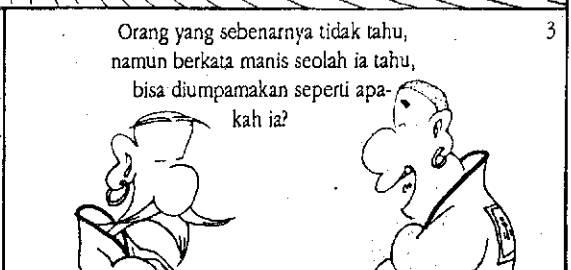 3
Orang yang sebenarnya tidak tahu,
namun berkata manis seolah ia tahu,
bisa diumpamakan seperti apa-
kah ia?